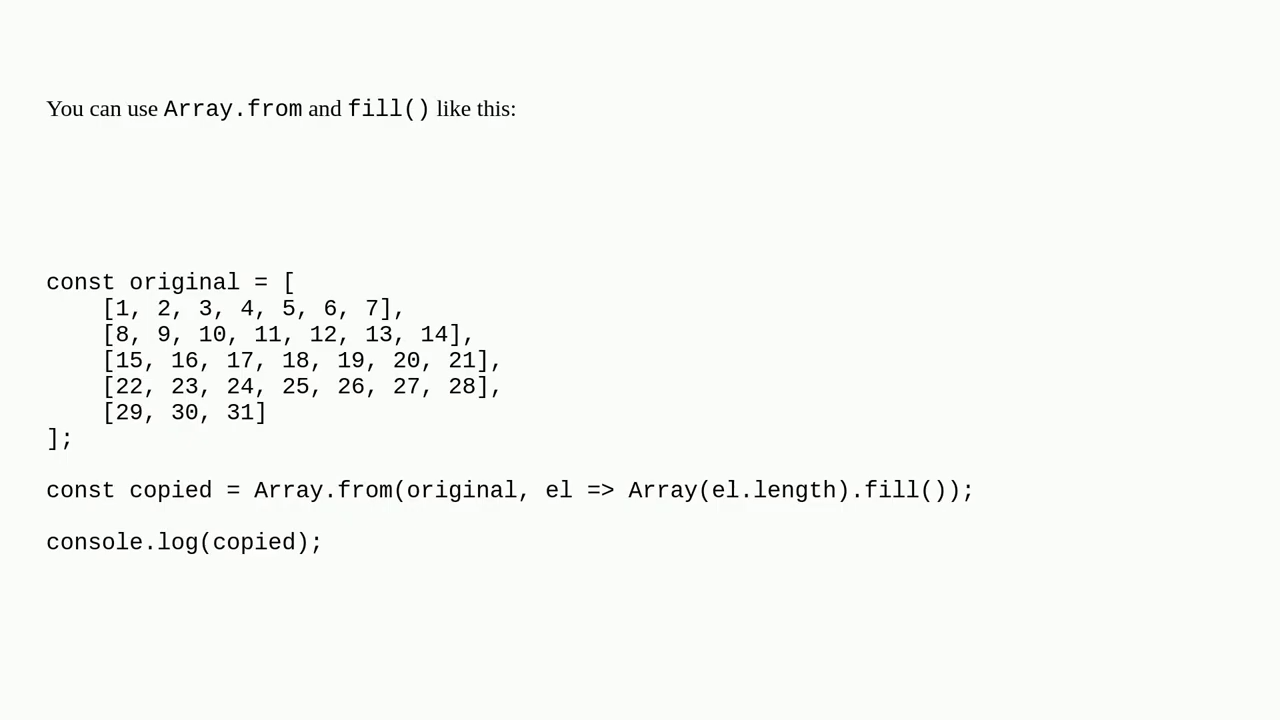 You can use Array.from and fill() like this:
const original = [
    [1, 2, 3, 4, 5, 6, 7],
    [8, 9, 10, 11, 12, 13, 14],
    [15, 16, 17, 18, 19, 20, 21],
    [22, 23, 24, 25, 26, 27, 28],
    [29, 30, 31]
];
const copied = Array.from(original, el => Array(el.length).fill());
console.log(copied);